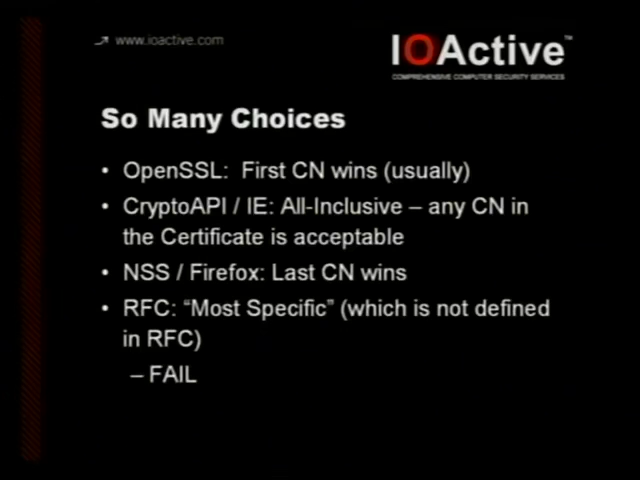 www.ioactive.com
IOActive™
COMPREHENSIVE COMPUTER SECURITY SERVICES
So Many Choices
• OpenSSL: First CN wins (usually)
• CryptoAPI / IE: All-Inclusive – any CN in
the Certificate is acceptable
• NSS / Firefox: Last CN wins
• RFC: “Most Specific” (which is not defined
in RFC)
– FAIL